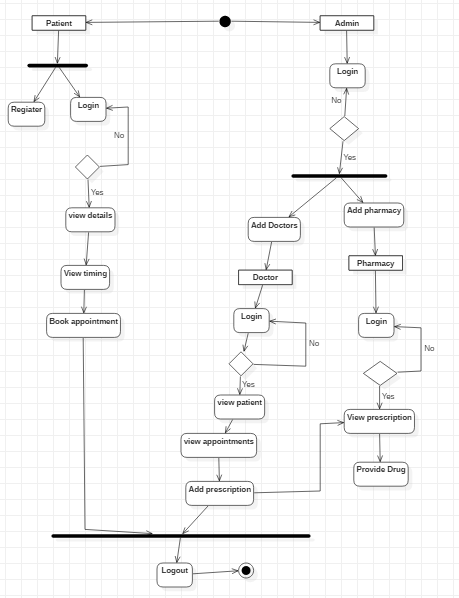 Patient
Admin
Login
Regiater
Login
No
No
Yes
Yes
view details
Add Doctors
Add pharmacy
View timing
Doctor
Pharmacy
Book appointment
Login
Login
No
No
Yes
Yes
view patient
View prescription
view appointments
Provide Drug
Add prescription
Logout